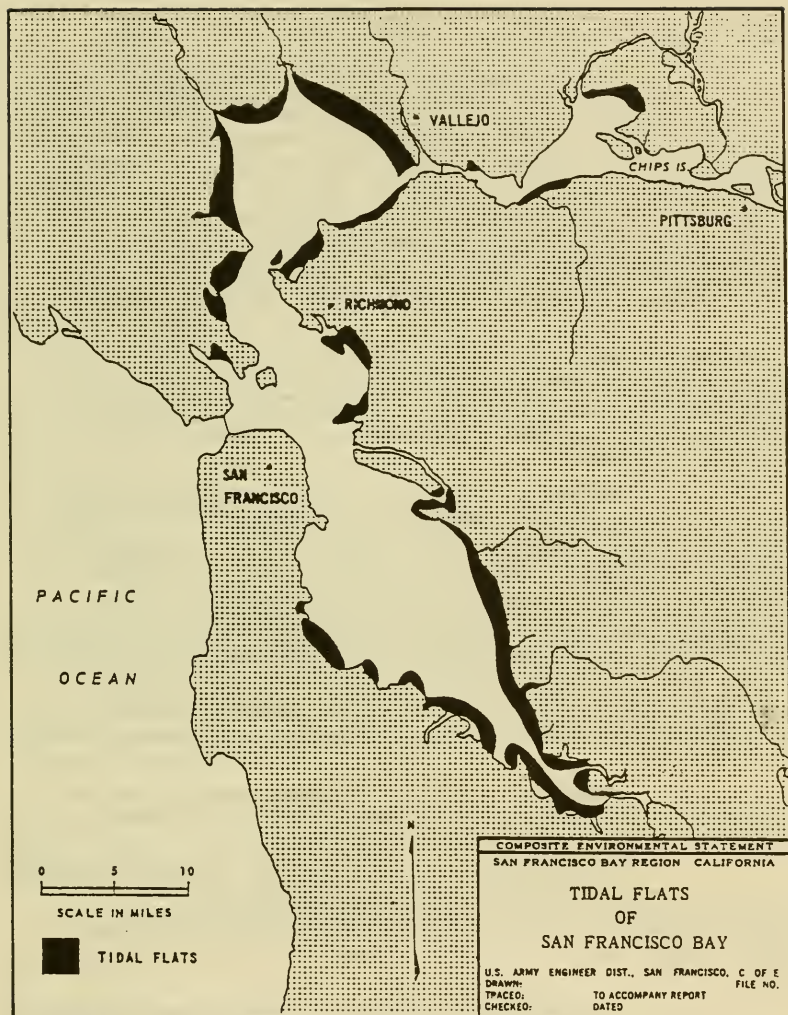 VALLEJO
CHIPS IS.
PITTSBURG
RICHMOND
SAN
FRANCISCO
PACIFIC
OCEAN
N
0 5 10
SCALE IN MILES
TIDAL FLATS
COMPOSITE ENVIRONMENTAL STATEMENT
SAN FRANCISCO BAY REGION CALIFORNIA
TIDAL FLATS
OF
SAN FRANCISCO BAY
U.S. ARMY ENGINEER DIST., SAN FRANCISCO, C OF E
DRAWN: FILE NO.
TRACED: TO ACCOMPANY REPORT
CHECKED: DATED